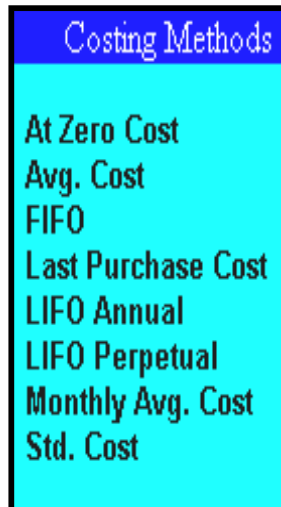 Costing Methods
At Zero Cost
Avg. Cost
FIFO
Last Purchase Cost
LIFO Annual
LIFO Perpetual
Monthly Avg. Cost
Std. Cost